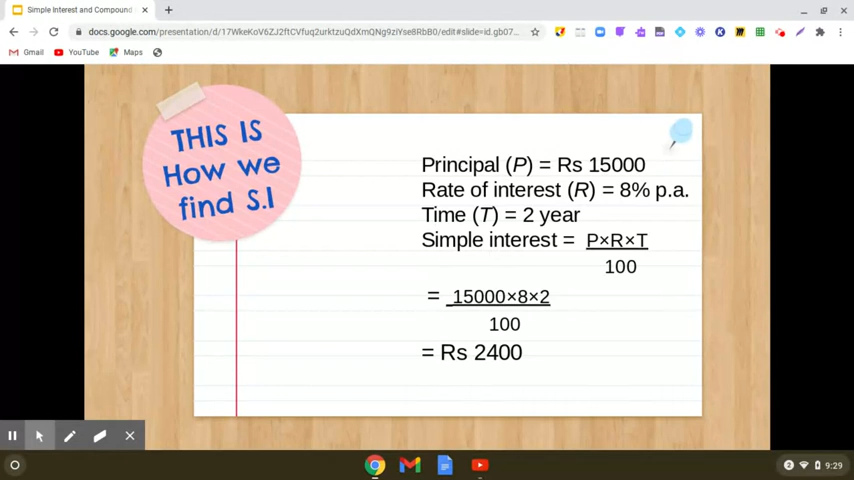 Simple Interest and Compound
docs.google.com/presentation/d/17WkeKoV6ZJ2ftCVfuq2urktzuQdXmQNg9ziYse8RbB0/edit#slide=id.gb07...
Gmail YouTube Maps
THIS IS
How we
find S.I
Principal (P) = Rs 15000
Rate of interest (R) = 8% p.a.
Time (T) = 2 year
Simple interest = P×R×T
100
= 15000×8×2
100
= Rs 2400
2 9:29